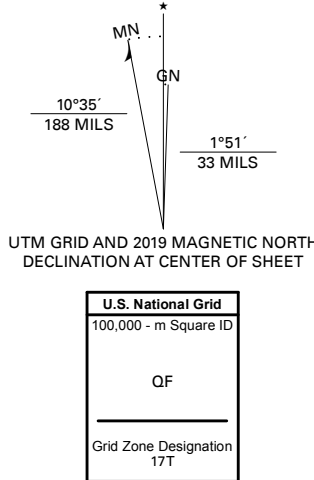 ★
MN
GN
10°35´
188 MILS
1°51´
33 MILS
UTM GRID AND 2019 MAGNETIC NORTH
DECLINATION AT CENTER OF SHEET
U.S. National Grid
100,000 - m Square ID
QF
Grid Zone Designation
17T